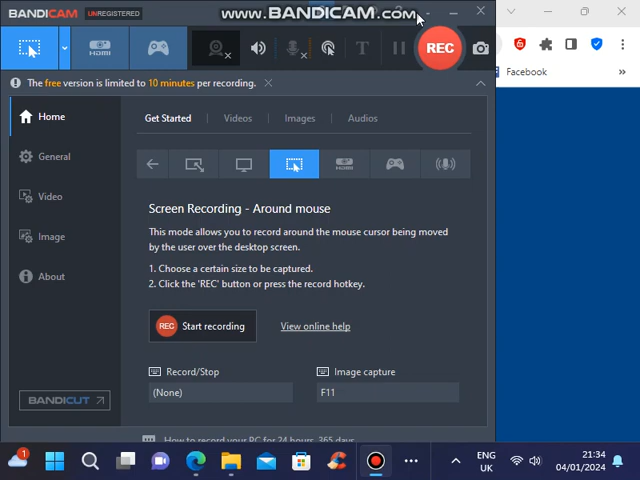 BANDICAM UNREGISTERED
www.BANDICAM.com
HDMI
T
REC
The free version is limited to 10 minutes per recording.
Facebook
Home
General
Video
Image
About
Get Started Videos Images Audios
HDMI
Screen Recording - Around mouse
This mode allows you to record around the mouse cursor being moved
by the user over the desktop screen.
1. Choose a certain size to be captured.
2. Click the 'REC' button or press the record hotkey.
REC Start recording
View online help
Record/Stop
Image capture
(None)
F11
BANDICUT
How to record your PC for 24 hours, 365 days
1
ENG
UK
21:34
04/01/2024